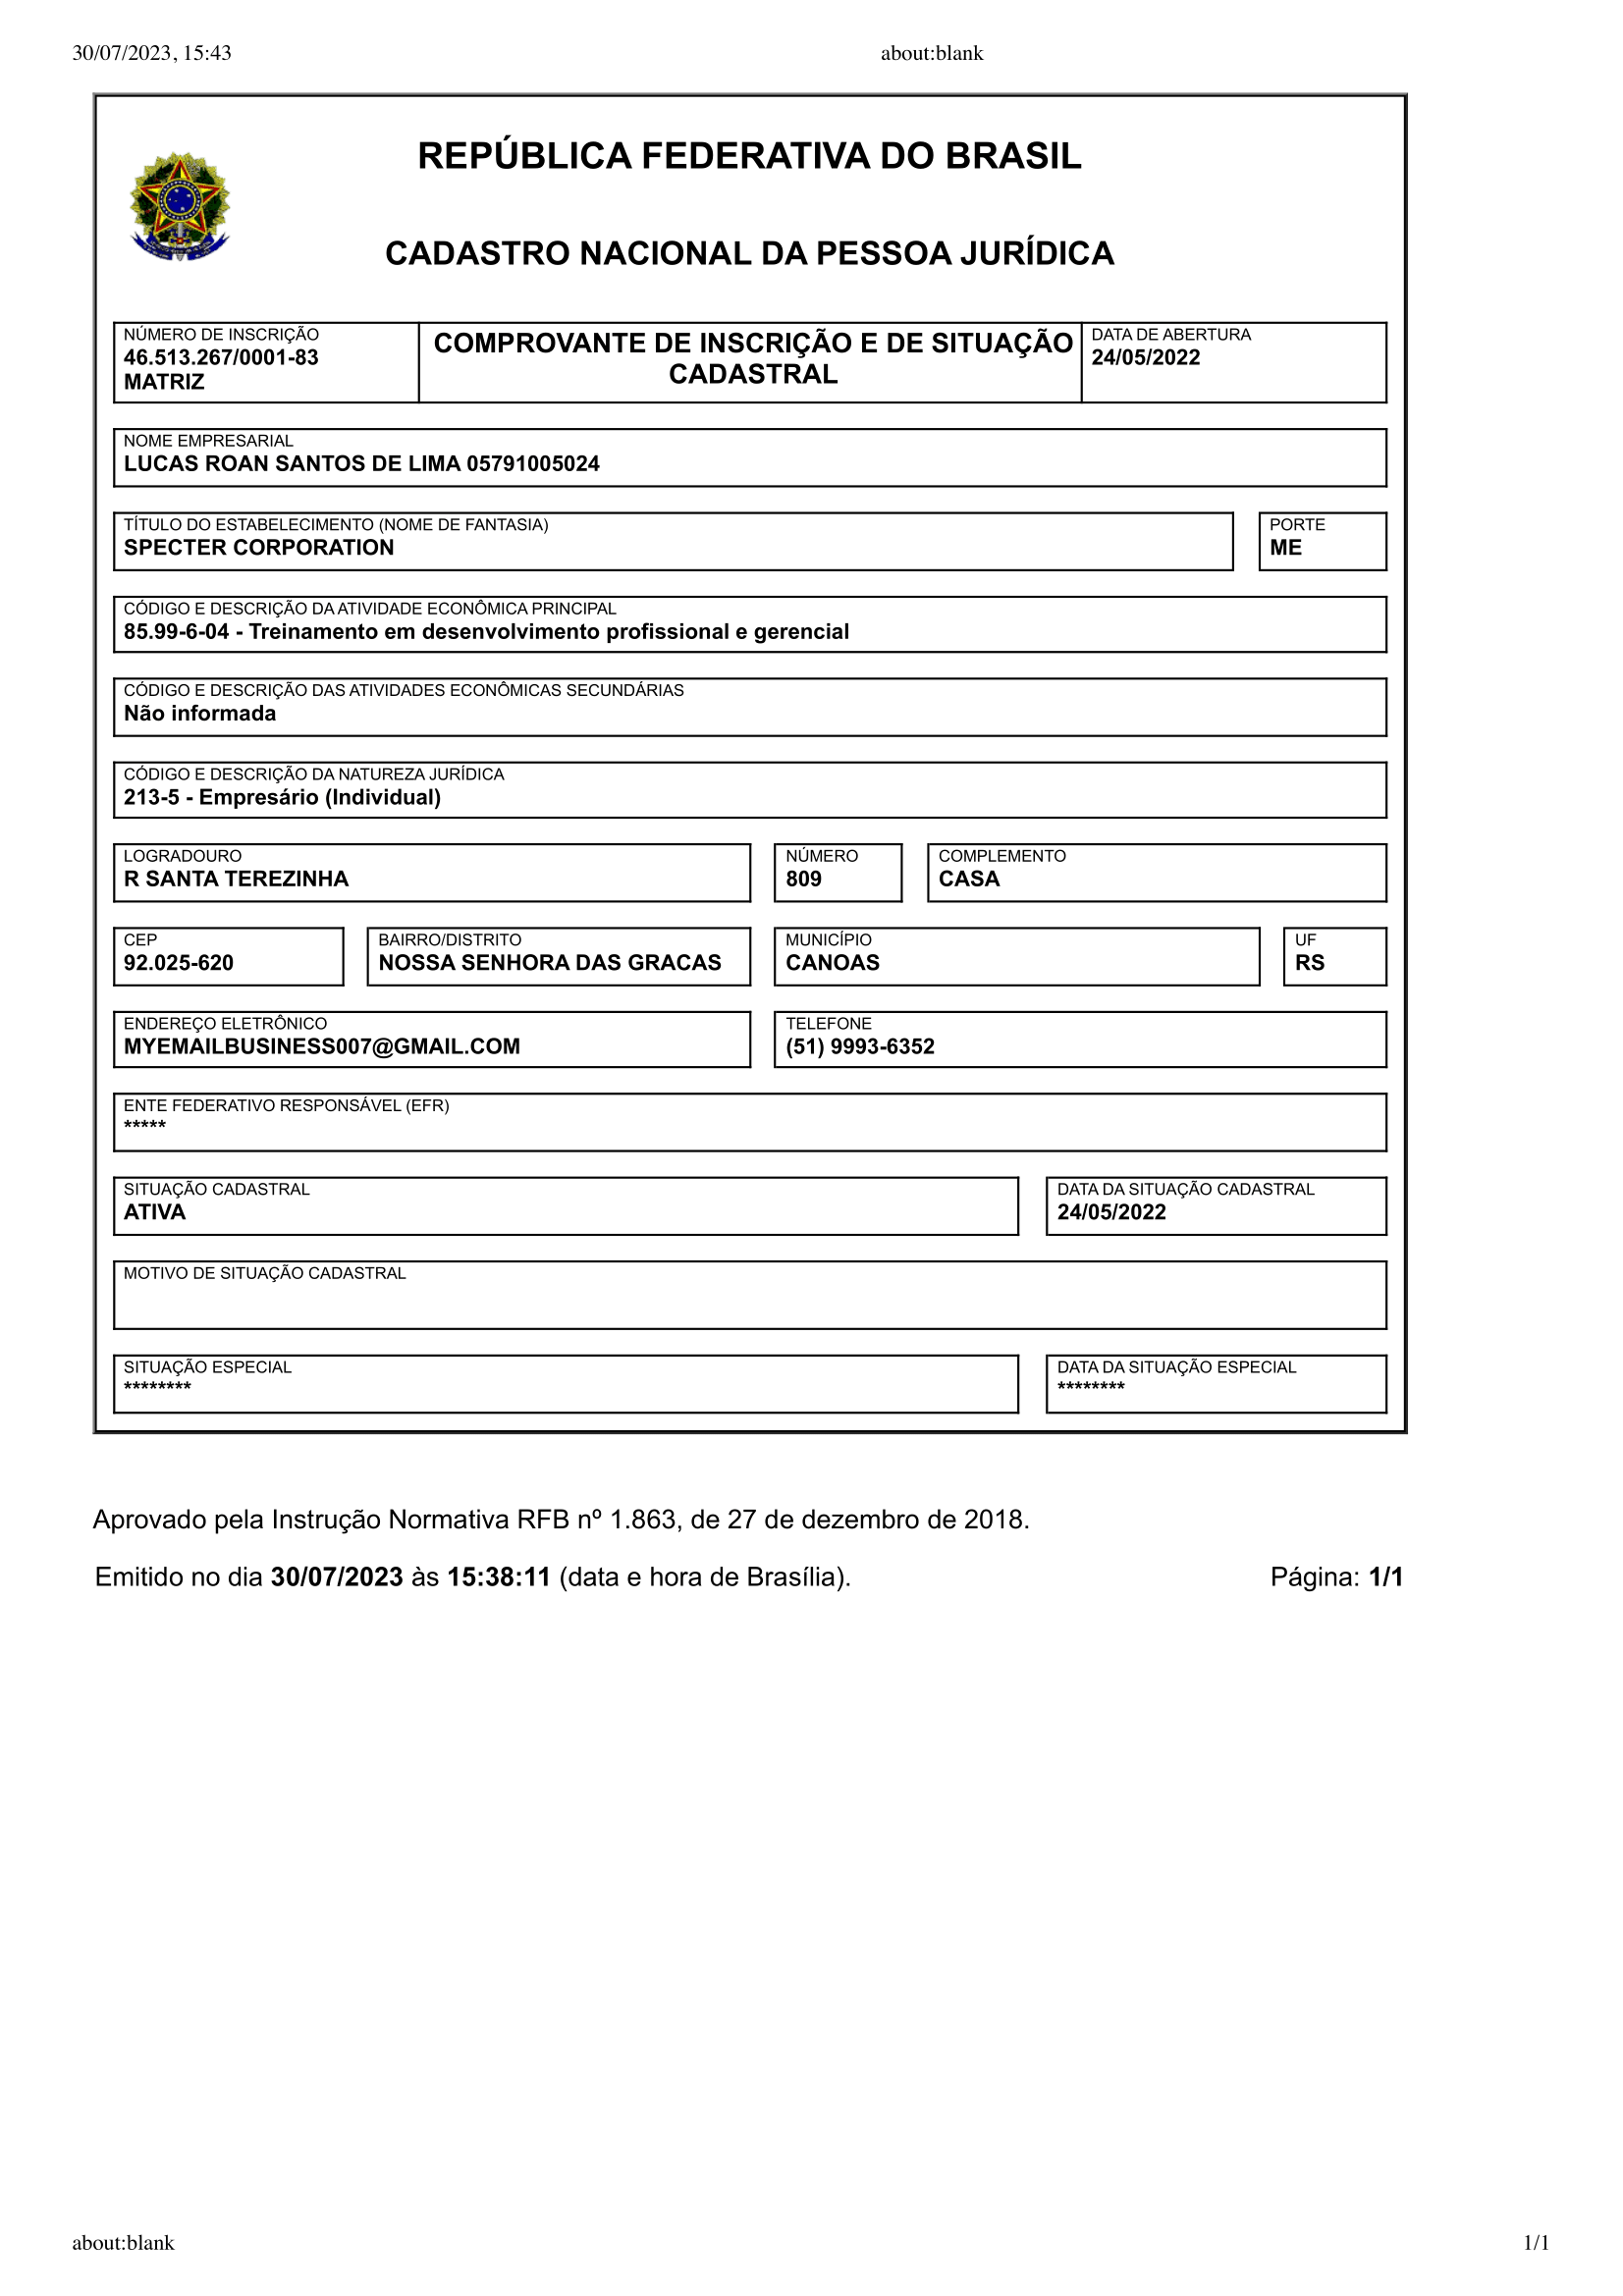 30/07/2023, 15:43
about:blank
REPÚBLICA FEDERATIVA DO BRASIL
CADASTRO NACIONAL DA PESSOA JURÍDICA
NÚMERO DE INSCRIÇÃO
46.513.267/0001-83
MATRIZ
COMPROVANTE DE INSCRIÇÃO E DE SITUAÇÃO
CADASTRAL
DATA DE ABERTURA
24/05/2022
NOME EMPRESARIAL
LUCAS ROAN SANTOS DE LIMA 05791005024
TÍTULO DO ESTABELECIMENTO (NOME DE FANTASIA)
SPECTER CORPORATION
PORTE
ME
CÓDIGO E DESCRIÇÃO DA ATIVIDADE ECONÔMICA PRINCIPAL
85.99-6-04 - Treinamento em desenvolvimento profissional e gerencial
CÓDIGO E DESCRIÇÃO DAS ATIVIDADES ECONÔMICAS SECUNDÁRIAS
Não informada
CÓDIGO E DESCRIÇÃO DA NATUREZA JURÍDICA
213-5 - Empresário (Individual)
LOGRADOURO
R SANTA TEREZINHA
NÚMERO
809
COMPLEMENTO
CASA
CEP
92.025-620
BAIRRO/DISTRITO
NOSSA SENHORA DAS GRACAS
MUNICÍPIO
CANOAS
UF
RS
ENDEREÇO ELETRÔNICO
MYEMAILBUSINESS007@GMAIL.COM
TELEFONE
(51) 9993-6352
ENTE FEDERATIVO RESPONSÁVEL (EFR)
*****
SITUAÇÃO CADASTRAL
ATIVA
DATA DA SITUAÇÃO CADASTRAL
24/05/2022
MOTIVO DE SITUAÇÃO CADASTRAL
SITUAÇÃO ESPECIAL
********
DATA DA SITUAÇÃO ESPECIAL
********
Aprovado pela Instrução Normativa RFB nº 1.863, de 27 de dezembro de 2018.
Emitido no dia 30/07/2023 às 15:38:11 (data e hora de Brasília).
Página: 1/1
about:blank
1/1